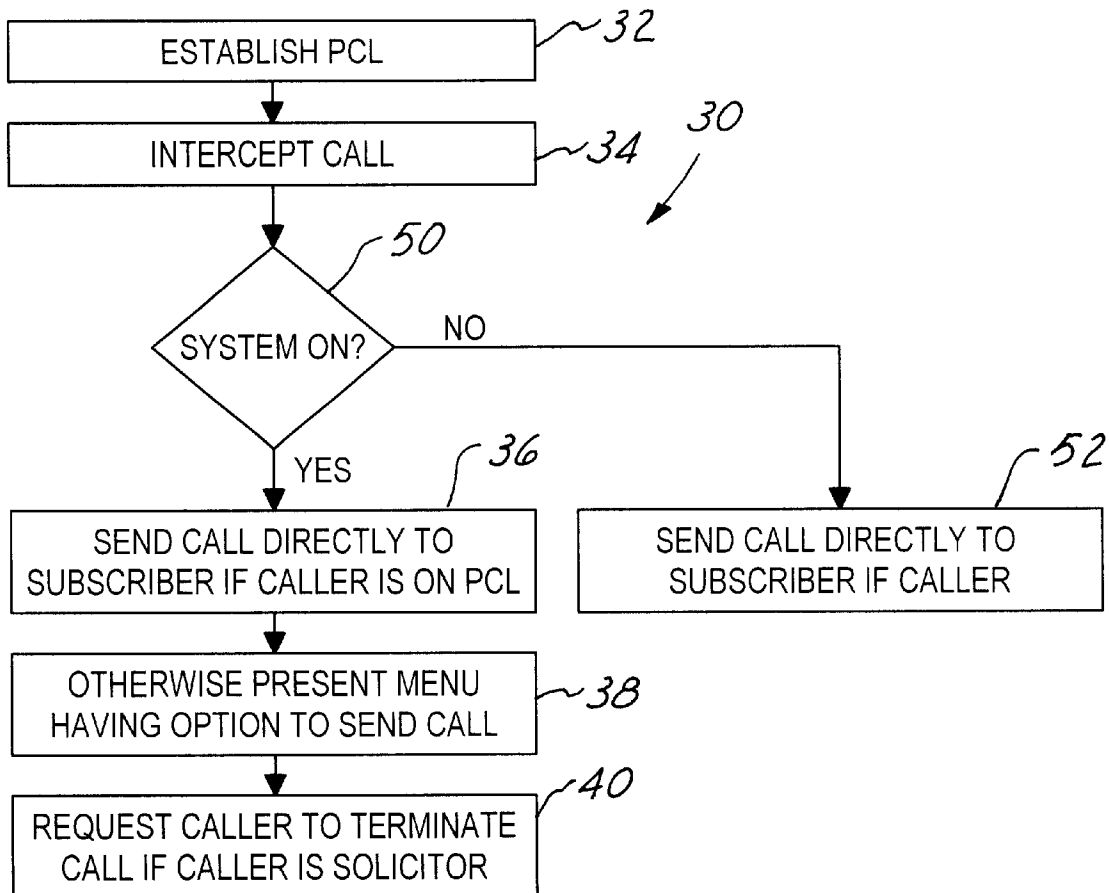 ESTABLISH PCL
32
INTERCEPT CALL
34
30
50
SYSTEM ON?
NO
YES
36
SEND CALL DIRECTLY TO
SUBSCRIBER IF CALLER IS ON PCL
52
SEND CALL DIRECTLY TO
SUBSCRIBER IF CALLER
OTHERWISE PRESENT MENU
HAVING OPTION TO SEND CALL
38
40
REQUEST CALLER TO TERMINATE
CALL IF CALLER IS SOLICITOR